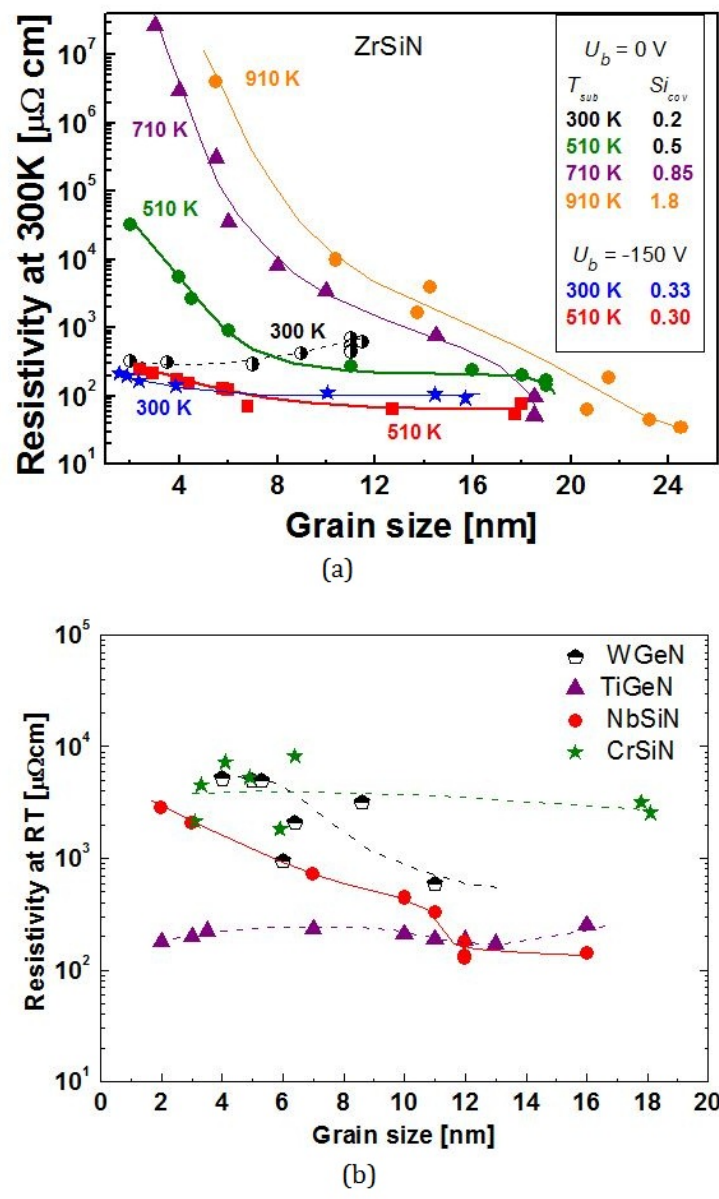 ZrSiN
U_b = 0 V
T_sub Si_cov
300 K 0.2
510 K 0.5
710 K 0.85
910 K 1.8
U_b = -150 V
300 K 0.33
510 K 0.30
910 K
710 K
510 K
300 K
300 K
510 K
Resistivity at 300K [μΩ cm]
10^7
10^6
10^5
10^4
10^3
10^2
10^1
4 8 12 16 20 24
Grain size [nm]
(a)
WGeN
TiGeN
NbSiN
CrSiN
Resistivity at RT [μΩcm]
10^5
10^4
10^3
10^2
10^1
0 2 4 6 8 10 12 14 16 18 20
Grain size [nm]
(b)